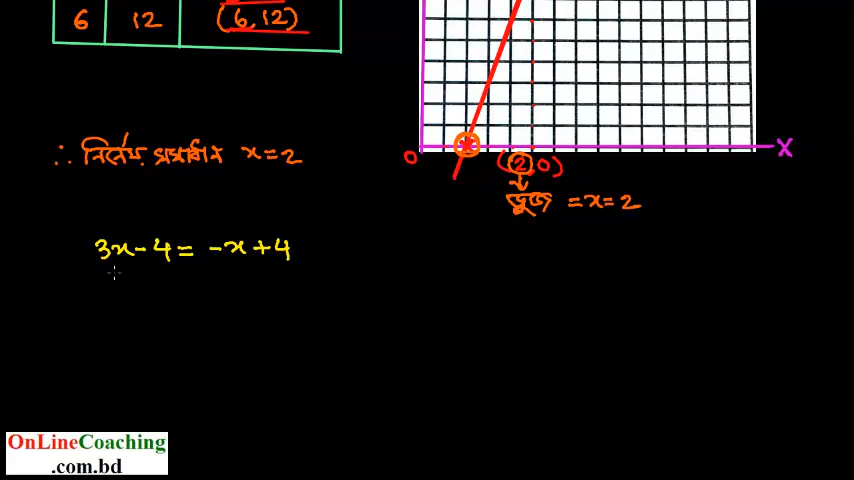 6 12 (6,12)
∴ নির্ণেয় সমাধান x=2
0 (2,0) X
ভূজ =x=2
3x-4= -x+4
OnLineCoaching
.com.bd